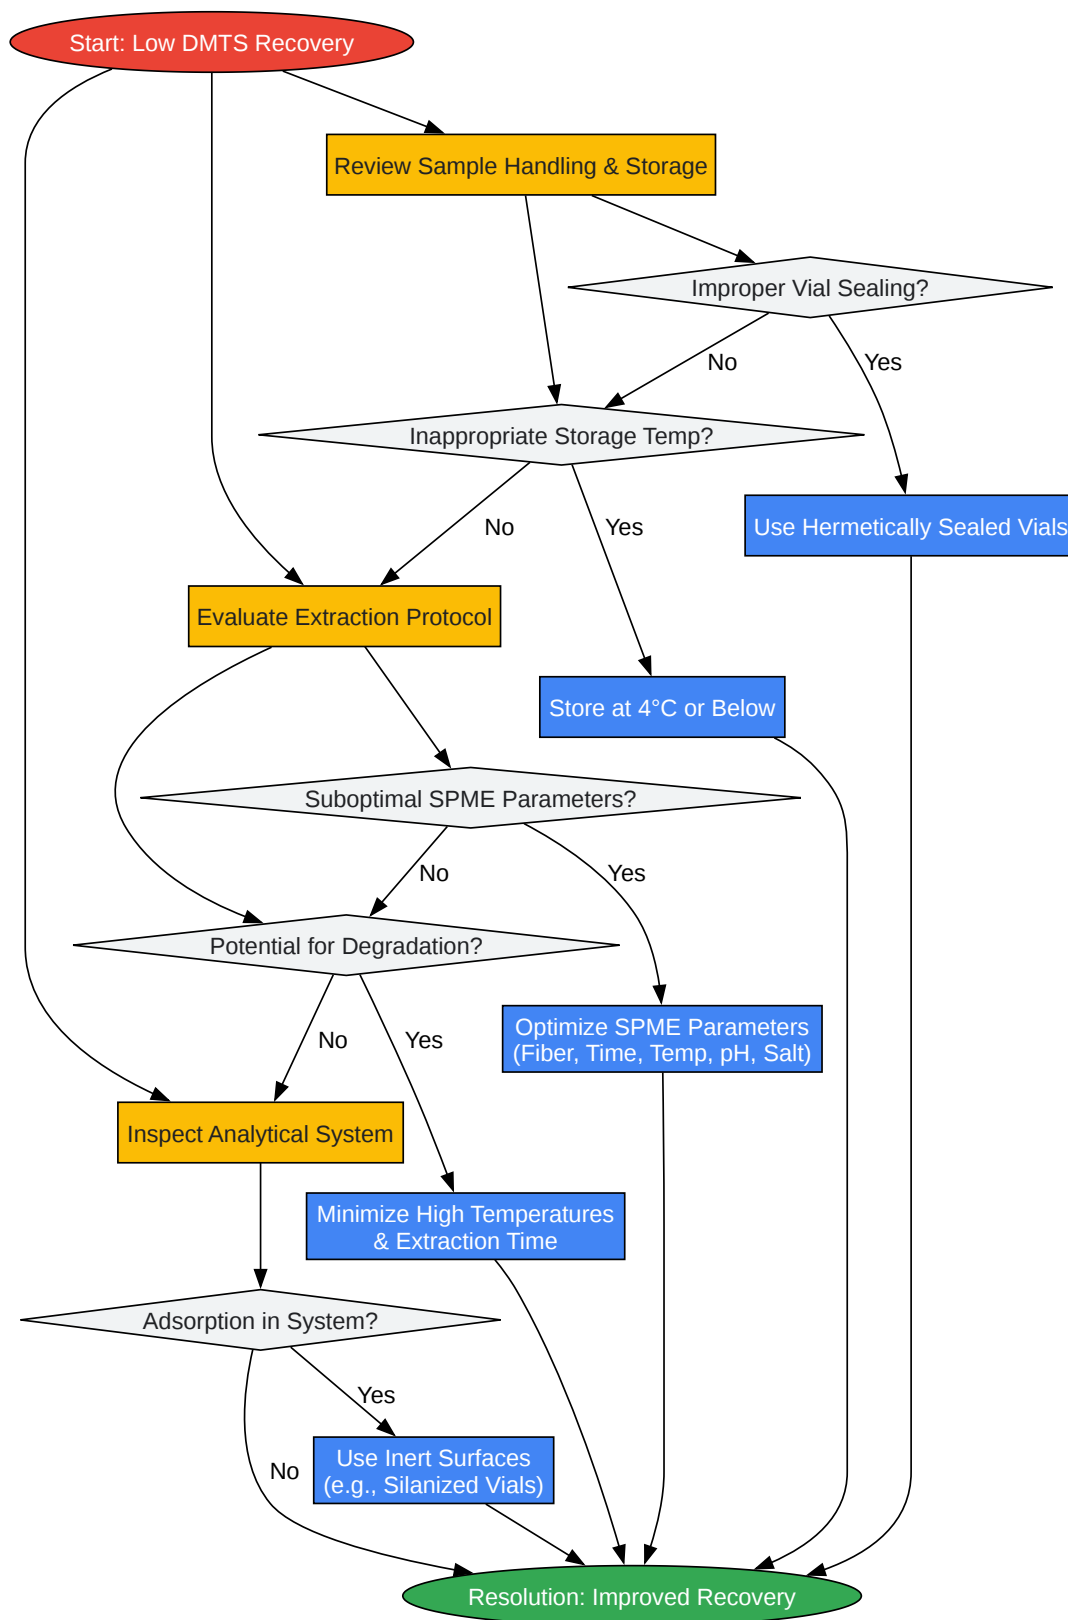 Start: Low DMTS Recovery
Review Sample Handling & Storage
Improper Vial Sealing?
No
Yes
Inappropriate Storage Temp?
Use Hermetically Sealed Vials
No
Yes
Evaluate Extraction Protocol
Store at 4°C or Below
Suboptimal SPME Parameters?
No
Yes
Potential for Degradation?
Optimize SPME Parameters
(Fiber, Time, Temp, pH, Salt)
No
Yes
Inspect Analytical System
Minimize High Temperatures
& Extraction Time
Adsorption in System?
Yes
No
Use Inert Surfaces
(e.g., Silanized Vials)
Resolution: Improved Recovery